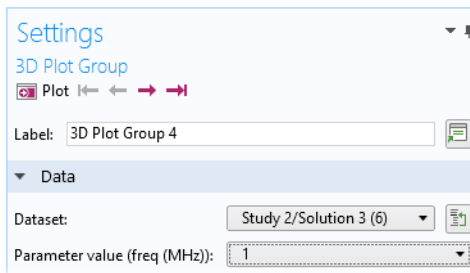 Settings
3D Plot Group
Plot
Label: 3D Plot Group 4
Data
Dataset: Study 2/Solution 3 (6)
Parameter value (freq (MHz)): 1